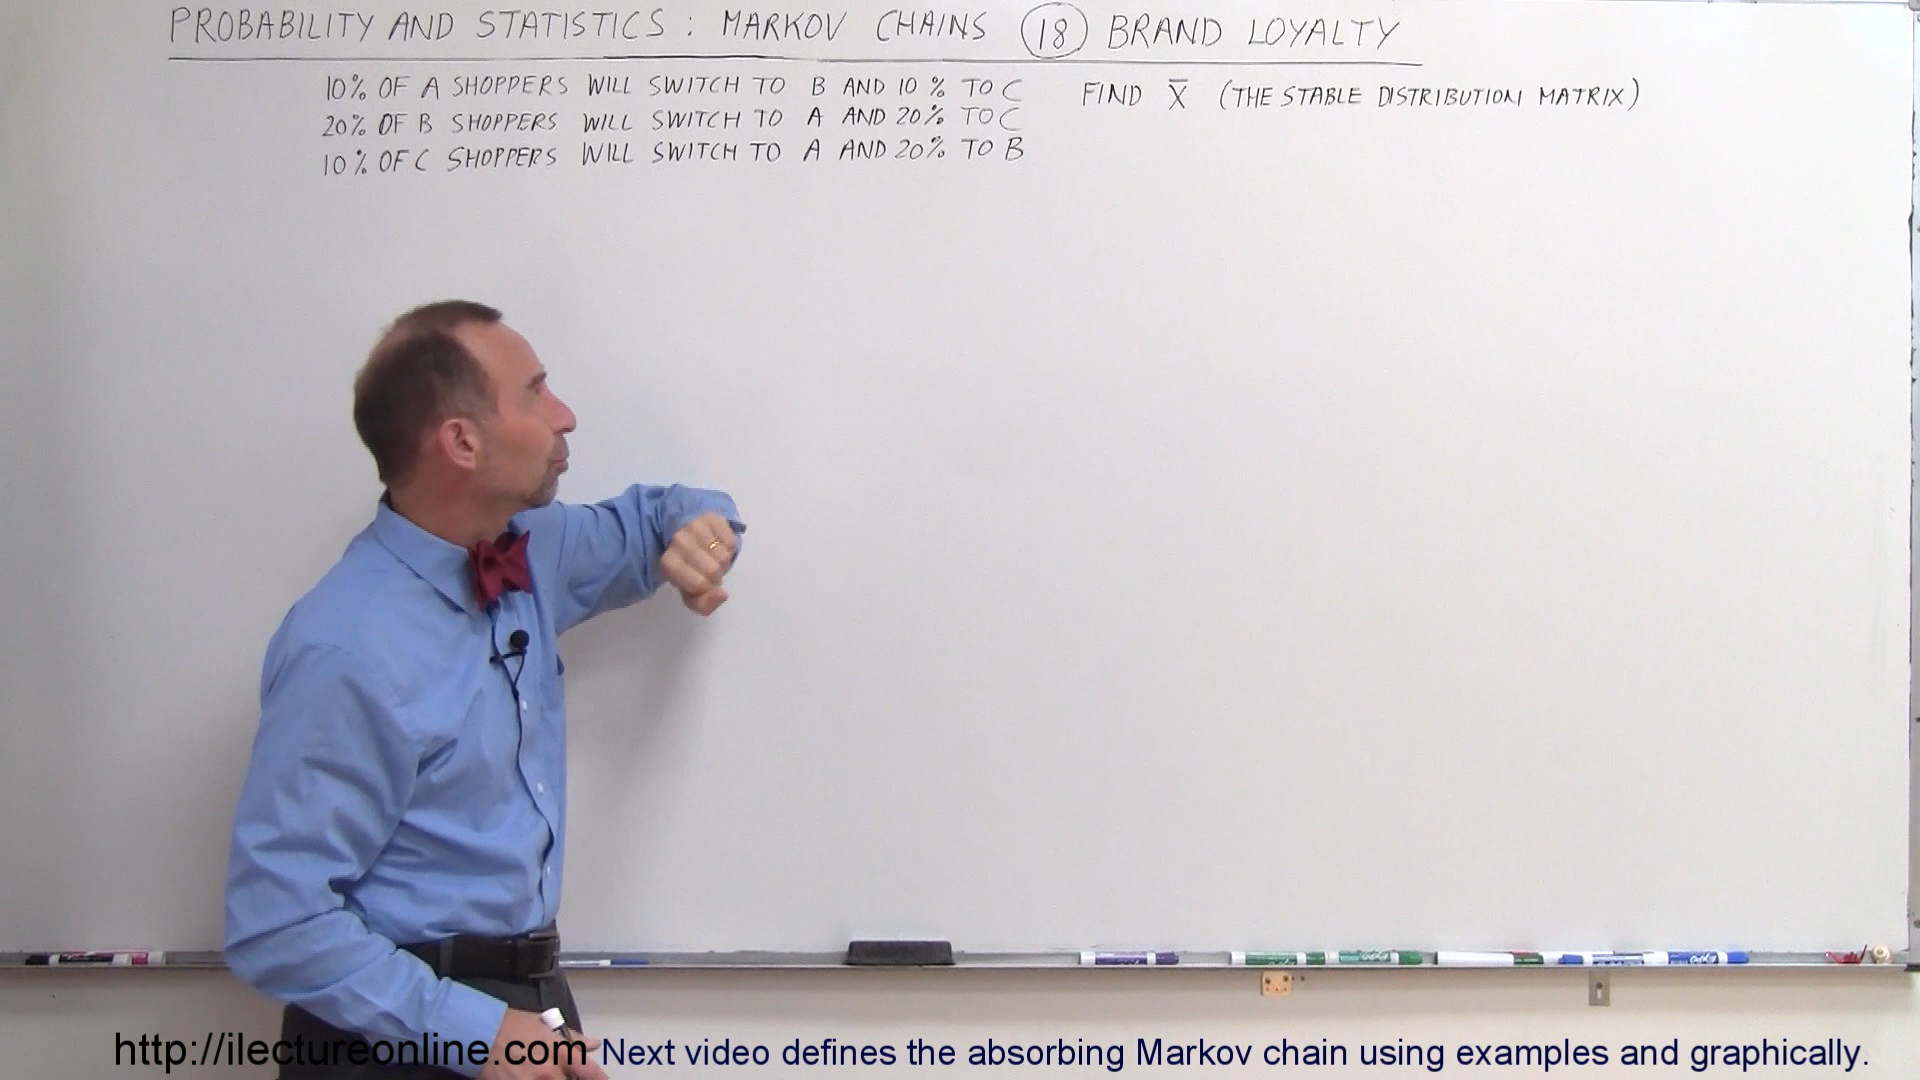 PROBABILITY AND STATISTICS : MARKOV CHAINS 18 BRAND LOYALTY
10% OF A SHOPPERS WILL SWITCH TO B AND 10% TO C
20% OF B SHOPPERS WILL SWITCH TO A AND 20% TO C
10% OF C SHOPPERS WILL SWITCH TO A AND 20% TO B
FIND X̅ (THE STABLE DISTRIBUTION MATRIX)
http://ilectureonline.com Next video defines the absorbing Markov chain using examples and graphically.